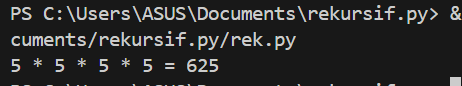 PS C:\Users\ASUS\Documents\rekursif.py> &
cuments/rekursif.py/rek.py
5 * 5 * 5 * 5 = 625